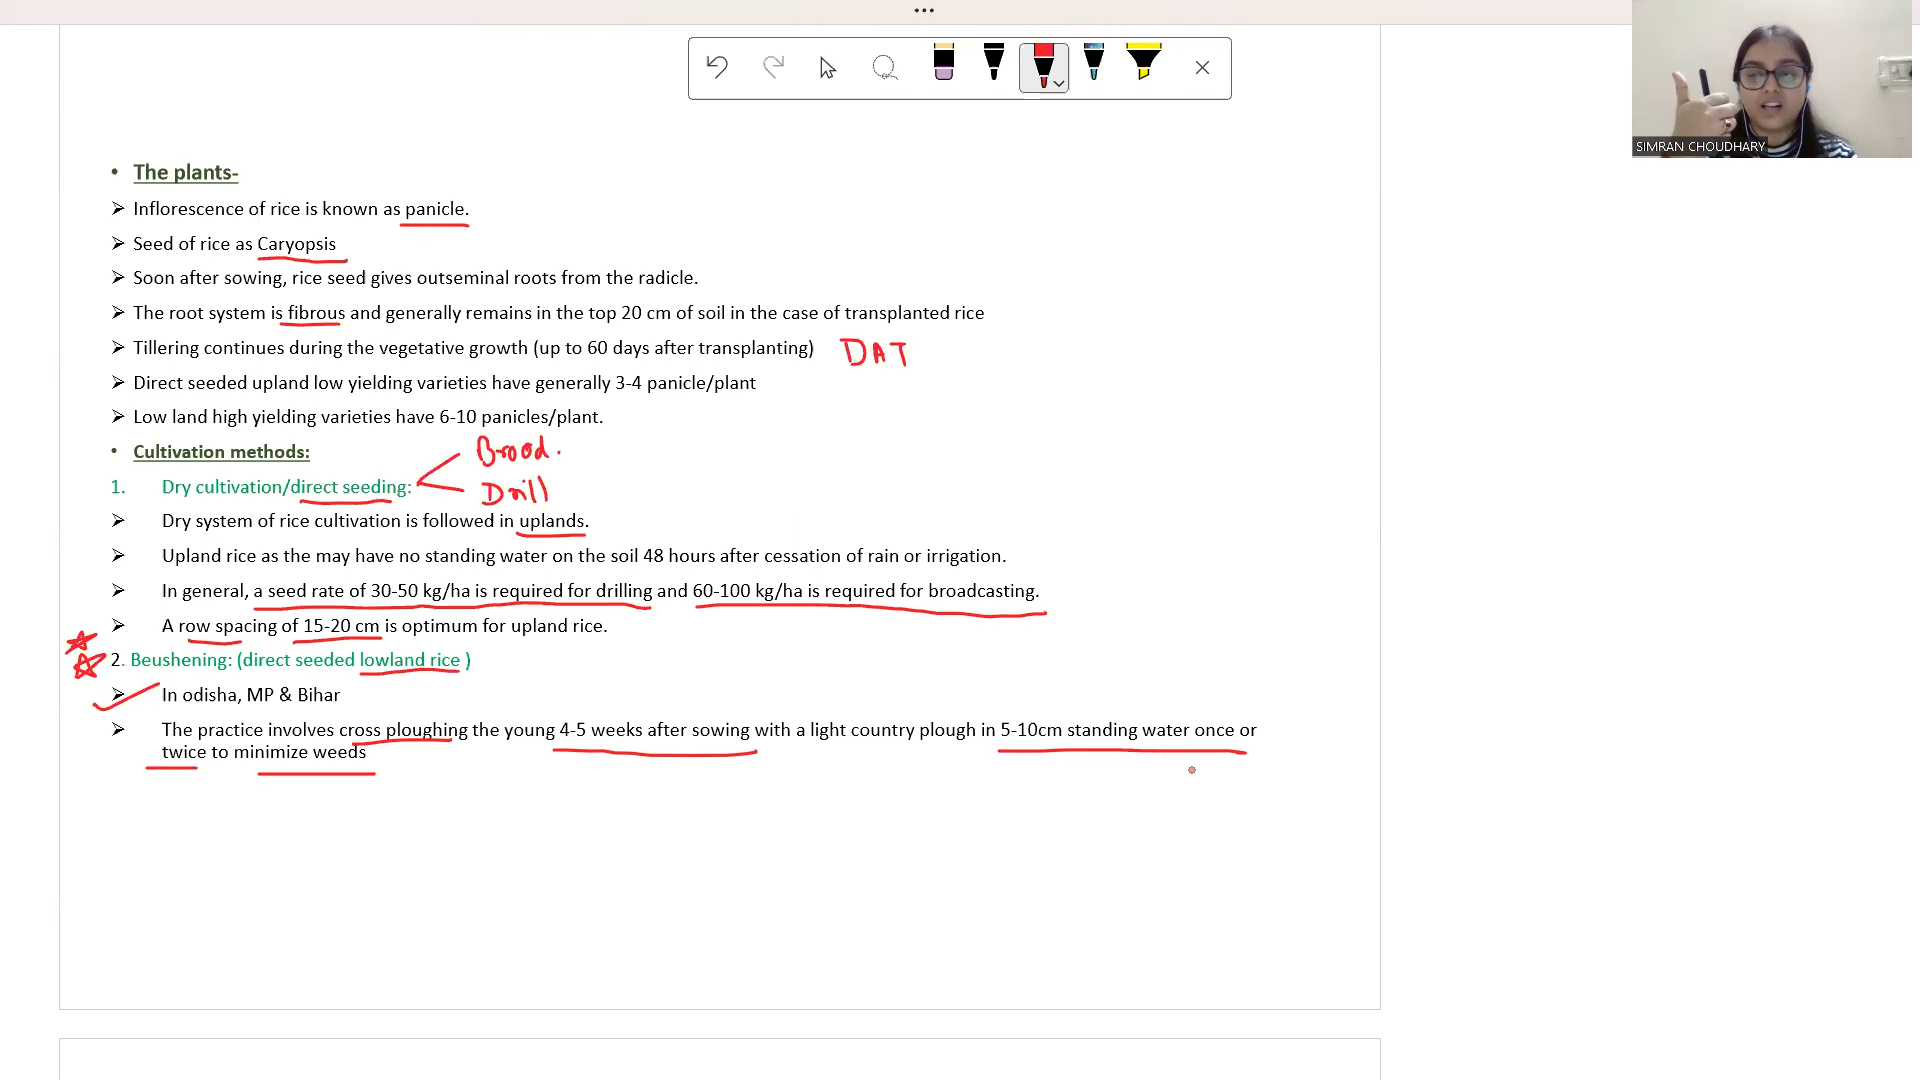 SIMRAN CHOUDHARY
• The plants-
➢ Inflorescence of rice is known as panicle.
➢ Seed of rice as Caryopsis
➢ Soon after sowing, rice seed gives outseminal roots from the radicle.
➢ The root system is fibrous and generally remains in the top 20 cm of soil in the case of transplanted rice
➢ Tillering continues during the vegetative growth (up to 60 days after transplanting) DAT
➢ Direct seeded upland low yielding varieties have generally 3-4 panicle/plant
➢ Low land high yielding varieties have 6-10 panicles/plant.
• Cultivation methods:
Broad.
1. Dry cultivation/direct seeding:
Drill
➢ Dry system of rice cultivation is followed in uplands.
➢ Upland rice as the may have no standing water on the soil 48 hours after cessation of rain or irrigation.
➢ In general, a seed rate of 30-50 kg/ha is required for drilling and 60-100 kg/ha is required for broadcasting.
➢ A row spacing of 15-20 cm is optimum for upland rice.
2. Beushening: (direct seeded lowland rice )
➢ In odisha, MP & Bihar
➢ The practice involves cross ploughing the young 4-5 weeks after sowing with a light country plough in 5-10cm standing water once or
twice to minimize weeds